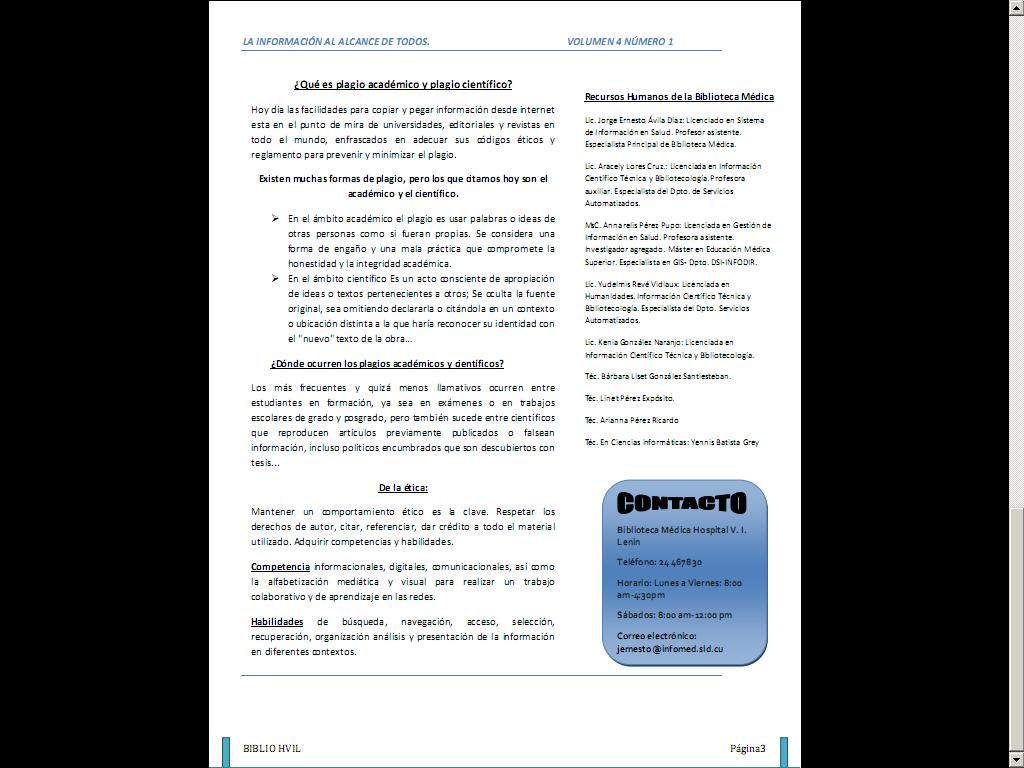 LA INFORMACIÓN AL ALCANCE DE TODOS. VOLUMEN 4 NÚMERO 1
¿Qué es plagio académico y plagio científico?
Hoy día las facilidades para copiar y pegar información desde internet
esta en el punto de mira de universidades, editoriales y revistas en
todo el mundo, enfrascados en adecuar sus códigos éticos y
reglamento para prevenir y minimizar el plagio.
Existen muchas formas de plagio, pero los que citamos hoy son el
académico y el científico.
➢ En el ámbito académico el plagio es usar palabras o ideas de
otras personas como si fueran propias. Se considera una
forma de engaño y una mala práctica que compromete la
honestidad y la integridad académica.
➢ En el ámbito científico Es un acto consciente de apropiación
de ideas o textos pertenecientes a otros; Se oculta la fuente
original, sea omitiendo declararla o citándola en un contexto
o ubicación distinta a la que haría reconocer su identidad con
el "nuevo" texto de la obra...
¿Dónde ocurren los plagios académicos y científicos?
Los más frecuentes y quizá menos llamativos ocurren entre
estudiantes en formación, ya sea en exámenes o en trabajos
escolares de grado y posgrado, pero también sucede entre científicos
que reproducen artículos previamente publicados o falsean
información, incluso políticos encumbrados que son descubiertos con
tesis...
De la ética:
Mantener un comportamiento ético es la clave. Respetar los
derechos de autor, citar, referenciar, dar crédito a todo el material
utilizado. Adquirir competencias y habilidades.
Competencia informacionales, digitales, comunicacionales, así como
la alfabetización mediática y visual para realizar un trabajo
colaborativo y de aprendizaje en las redes.
Habilidades de búsqueda, navegación, acceso, selección,
recuperación, organización análisis y presentación de la información
en diferentes contextos.
Recursos Humanos de la Biblioteca Médica
Lic. Jorge Ernesto Ávila Díaz: Licenciado en Sistema
de Información en Salud. Profesor asistente.
Especialista Principal de Biblioteca Médica.
Lic. Aracely Lores Cruz.: Licenciada en Información
Científico Técnica y Bibliotecología. Profesora
auxiliar. Especialista del Dpto. de Servicios
Automatizados.
MsC. Annarelis Pérez Pupo: Licenciada en Gestión de
Información en Salud. Profesora asistente.
Investigador agregado. Máster en Educación Médica
Superior. Especialista en GIS- Dpto. DSI-INFODIR.
Lic. Yudelmis Revé Vidiaux: Licenciada en
Humanidades. Información Científico Técnica y
Bibliotecología. Especialista del Dpto. Servicios
Automatizados.
Lic. Kenia González Naranjo: Licenciada en
Información Científico Técnica y Bibliotecología.
Téc. Bárbara Liset González Santiesteban.
Téc. Linet Pérez Expósito.
Téc. Arianna Pérez Ricardo
Téc. En Ciencias informáticas: Yennis Batista Grey
CONTACTO
Biblioteca Médica Hospital V. I.
Lenin
Teléfono: 24 467830
Horario: Lunes a Viernes: 8:00
am-4:30pm
Sábados: 8:00 am-12:00 pm
Correo electrónico:
jernesto@infomed.sld.cu
BIBLIO HVIL Página3